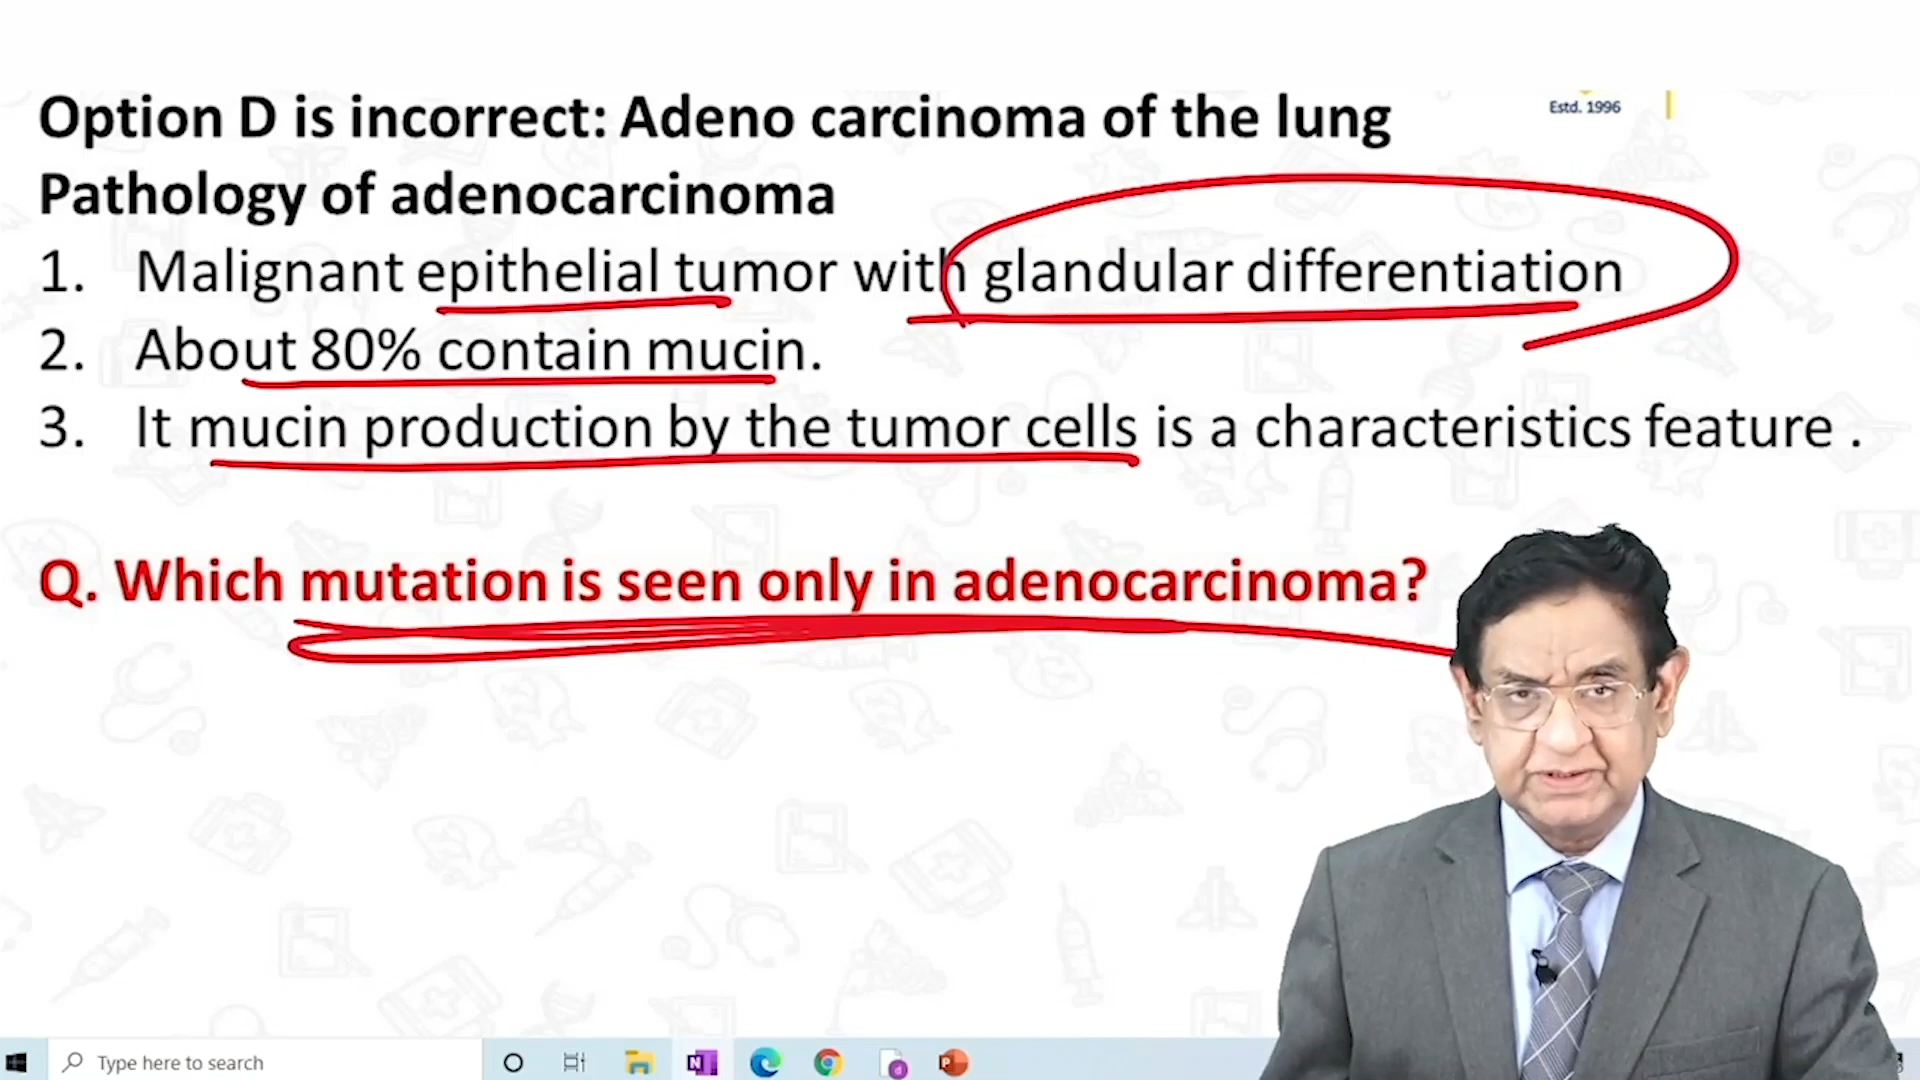 Option D is incorrect: Adeno carcinoma of the lung
Estd. 1996
Pathology of adenocarcinoma
1. Malignant epithelial tumor with glandular differentiation
2. About 80% contain mucin.
3. It mucin production by the tumor cells is a characteristics feature .
Q. Which mutation is seen only in adenocarcinoma?
Type here to search